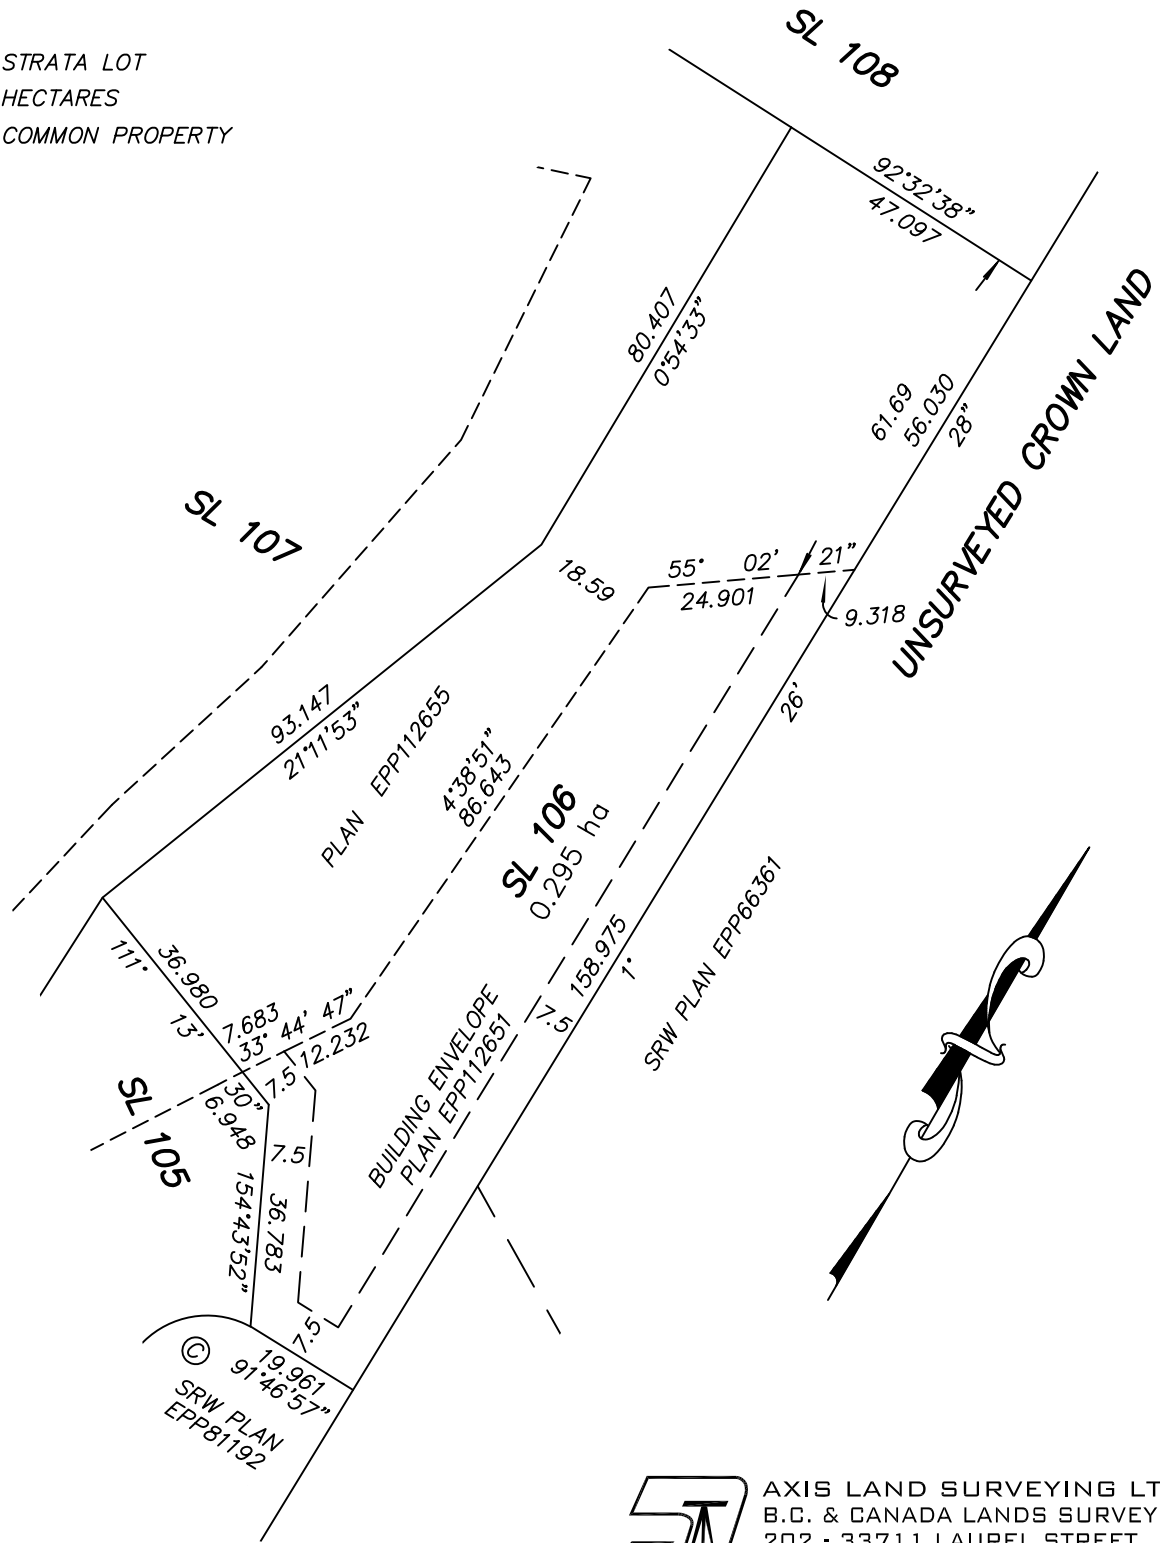 STRATA LOT
HECTARES
COMMON PROPERTY
SL 108
92°32'38"
47.097
80.407
0°54'33"
61.69
56.030
28"
UNSURVEYED CROWN LAND
SL 107
18.59
55° 02' 21"
24.901
9.318
26'
93.147
21°11'53"
PLAN EPP112655
4°38'51"
86.643
SL 106
0.295 ha
158.975
1°
7.5
SRW PLAN EPP66361
36.980
111° 13' 30"
7.683
33° 44' 47"
12.232
7.5
6.948
SL 105
7.5
36.783
154°43'52"
BUILDING ENVELOPE
PLAN EPP112651
7.5
C
19.961
91°46'57"
SRW PLAN
EPP81192
AXIS LAND SURVEYING LT
B.C. & CANADA LANDS SURVEY
202 - 33711 LAUREL STREET